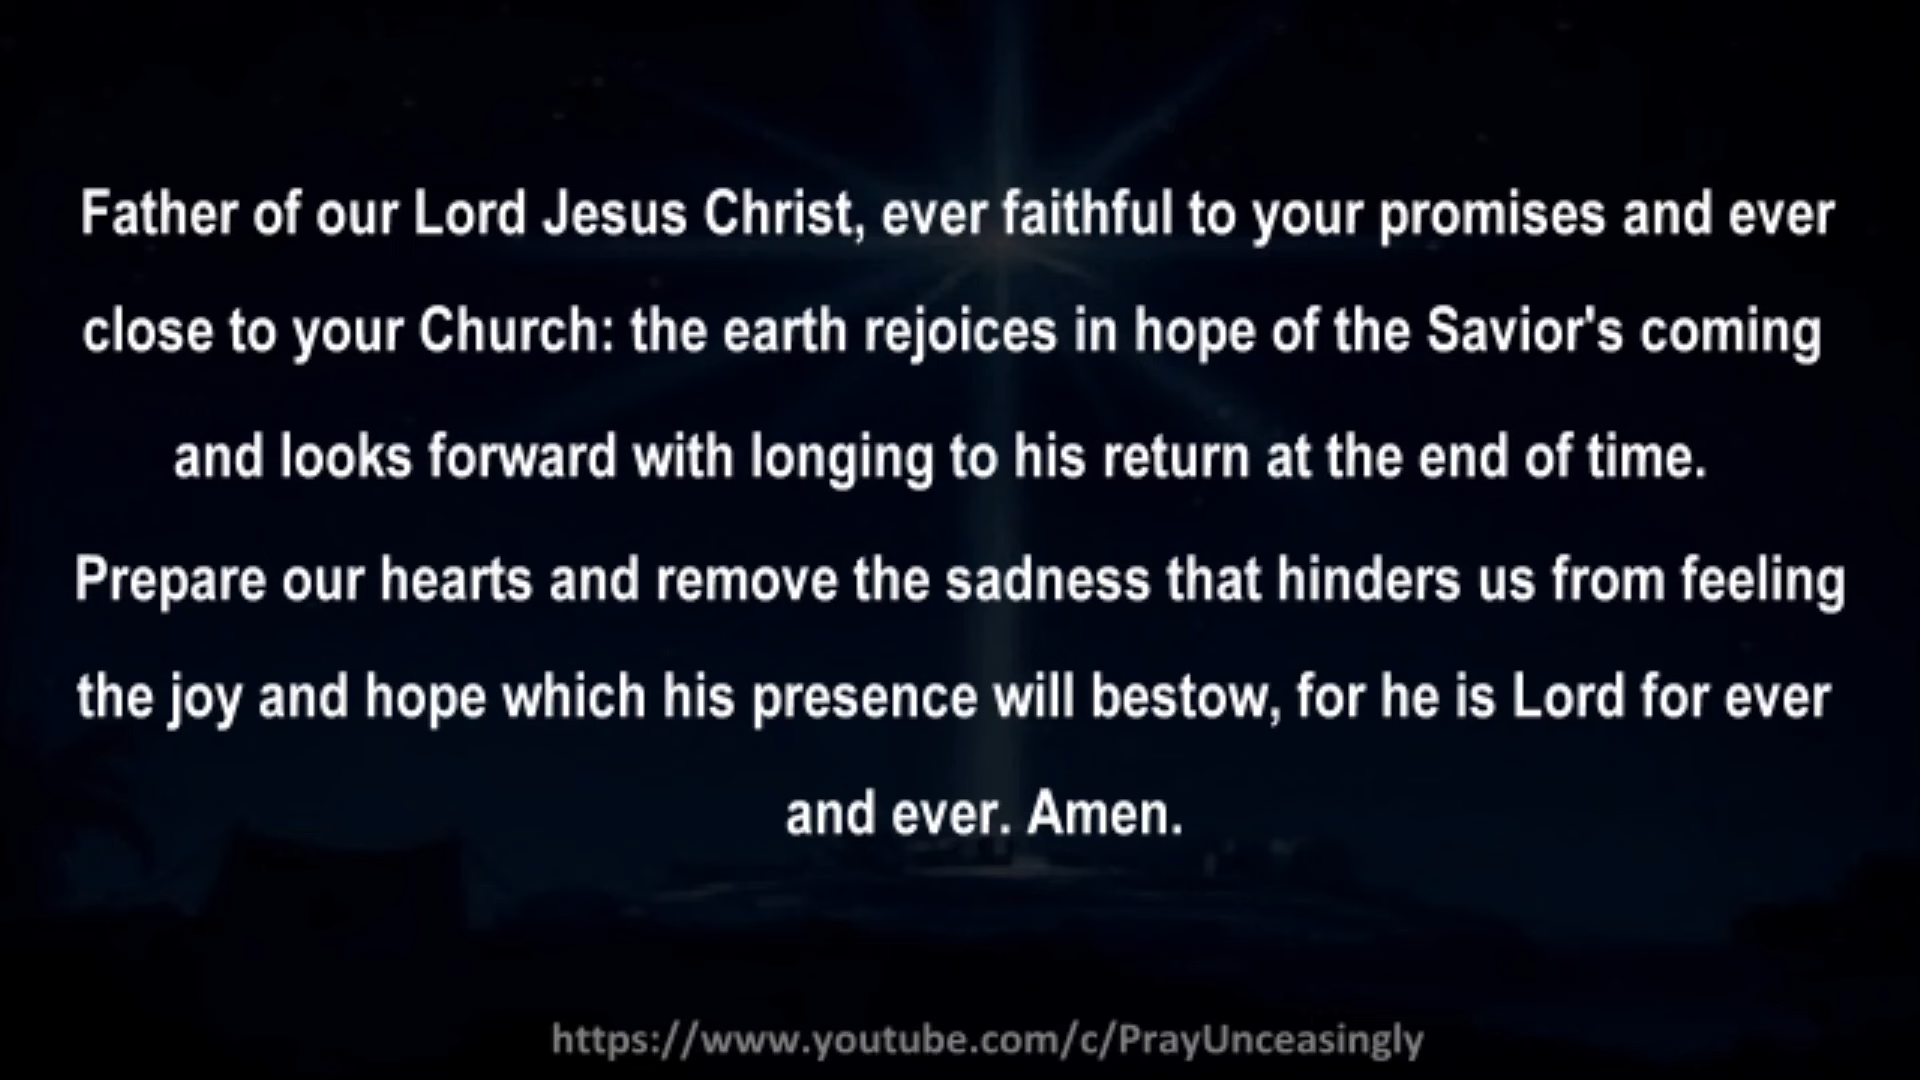 Father of our Lord Jesus Christ, ever faithful to your promises and ever
close to your Church: the earth rejoices in hope of the Savior's coming
and looks forward with longing to his return at the end of time.
Prepare our hearts and remove the sadness that hinders us from feeling
the joy and hope which his presence will bestow, for he is Lord for ever
and ever. Amen.
https://www.youtube.com/c/PrayUnceasingly